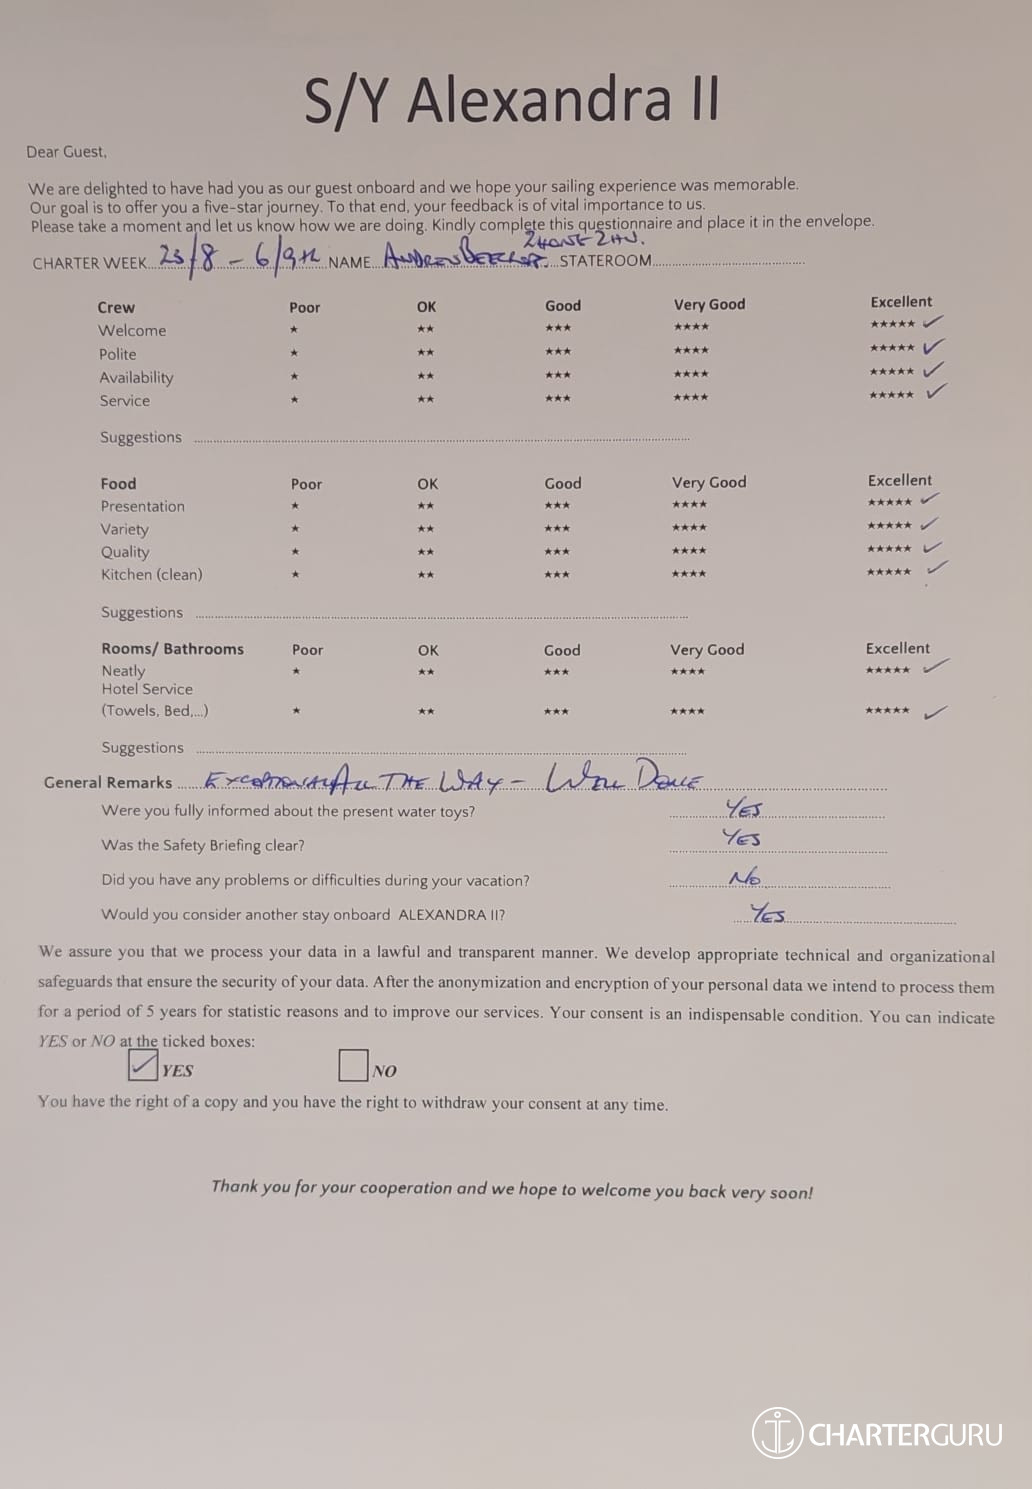 S/Y Alexandra II
Dear Guest,
We are delighted to have had you as our guest onboard and we hope your sailing experience was memorable.
Our goal is to offer you a five-star journey. To that end, your feedback is of vital importance to us.
Please take a moment and let us know how we are doing. Kindly complete this questionnaire and place it in the envelope.
CHARTER WEEK 23/8 - 6/9th NAME ANDREW STATEROOM
Crew Poor OK Good Very Good Excellent
Welcome ★ ★★ ★★★ ★★★★ ★★★★★ ✓
Polite ★ ★★ ★★★ ★★★★ ★★★★★ ✓
Availability ★ ★★ ★★★ ★★★★ ★★★★★ ✓
Service ★ ★★ ★★★ ★★★★ ★★★★★ ✓
Suggestions
Food Poor OK Good Very Good Excellent
Presentation ★ ★★ ★★★ ★★★★ ★★★★★ ✓
Variety ★ ★★ ★★★ ★★★★ ★★★★★ ✓
Quality ★ ★★ ★★★ ★★★★ ★★★★★ ✓
Kitchen (clean) ★ ★★ ★★★ ★★★★ ★★★★★ ✓
Suggestions
Rooms/ Bathrooms Poor OK Good Very Good Excellent
Neatly ★ ★★ ★★★ ★★★★ ★★★★★ ✓
Hotel Service
(Towels, Bed,...) ★ ★★ ★★★ ★★★★ ★★★★★ ✓
Suggestions
General Remarks EXCEPTIONAL ALL THE WAY - WELL DONE
Were you fully informed about the present water toys? YES
Was the Safety Briefing clear? YES
Did you have any problems or difficulties during your vacation? NO
Would you consider another stay onboard ALEXANDRA II? YES
We assure you that we process your data in a lawful and transparent manner. We develop appropriate technical and organizational
safeguards that ensure the security of your data. After the anonymization and encryption of your personal data we intend to process them
for a period of 5 years for statistic reasons and to improve our services. Your consent is an indispensable condition. You can indicate
YES or NO at the ticked boxes:
✓ YES NO
You have the right of a copy and you have the right to withdraw your consent at any time.
Thank you for your cooperation and we hope to welcome you back very soon!
CHARTERGURU